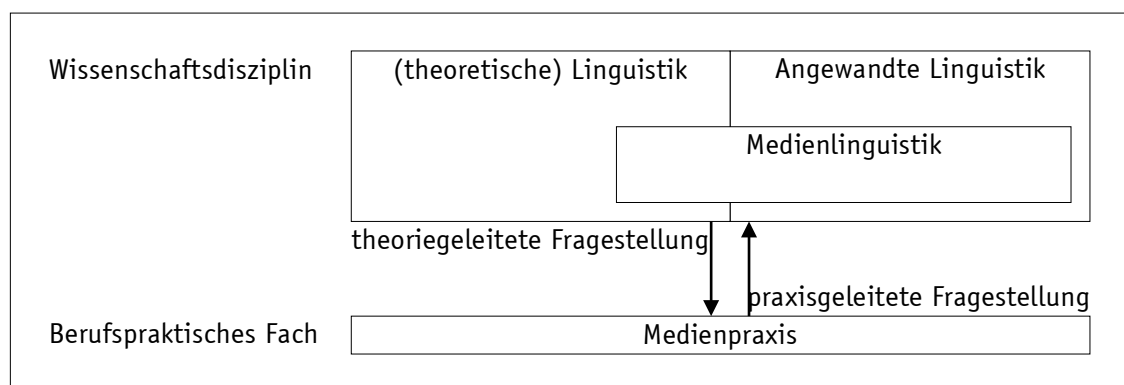 Wissenschaftsdisziplin
(theoretische) Linguistik
Angewandte Linguistik
Medienlinguistik
theoriegeleitete Fragestellung
praxisgeleitete Fragestellung
Berufspraktisches Fach
Medienpraxis